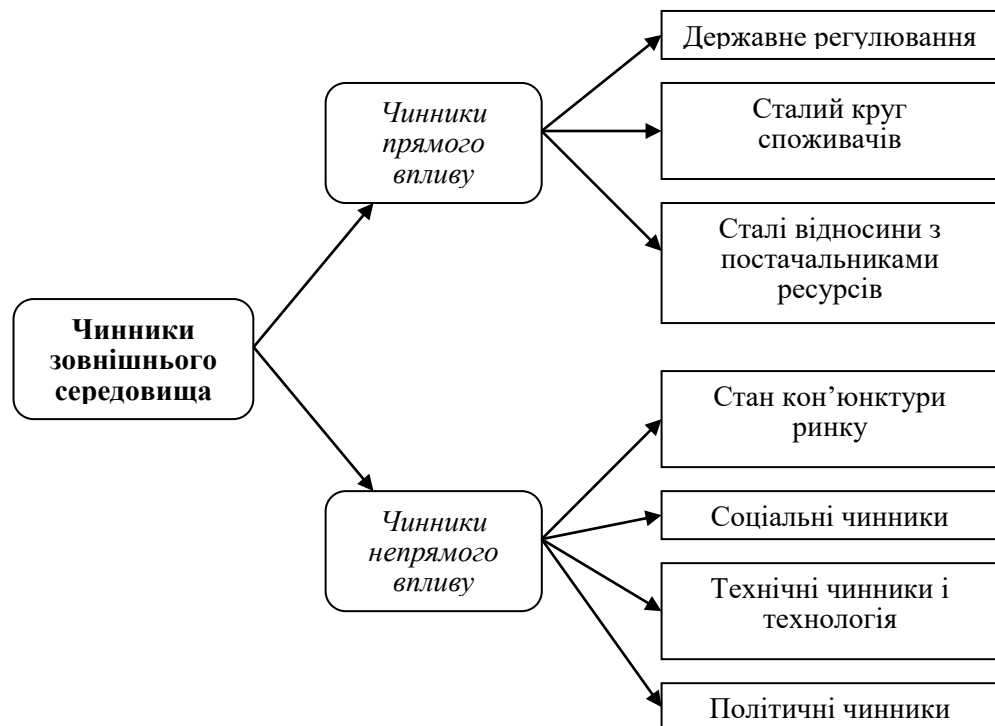 Державне регулювання
Чинники
прямого
впливу
Сталий круг
споживачів
Сталі відносини з
постачальниками
ресурсів
Чинники
зовнішнього
середовища
Стан кон’юнктури
ринку
Чинники
непрямого
впливу
Соціальні чинники
Технічні чинники і
технологія
Політичні чинники